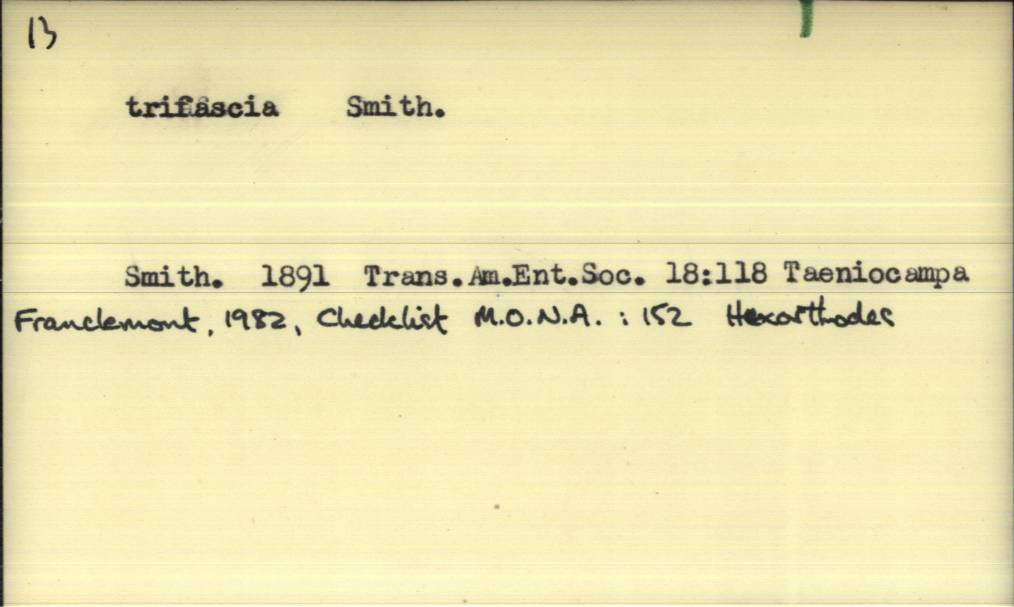 13
trifascia Smith.
Smith. 1891 Trans.Am.Ent.Soc. 18:118 Taeniocampa
Franclemont, 1982, Checklist M.O.N.A. : 152 Hexorthodes